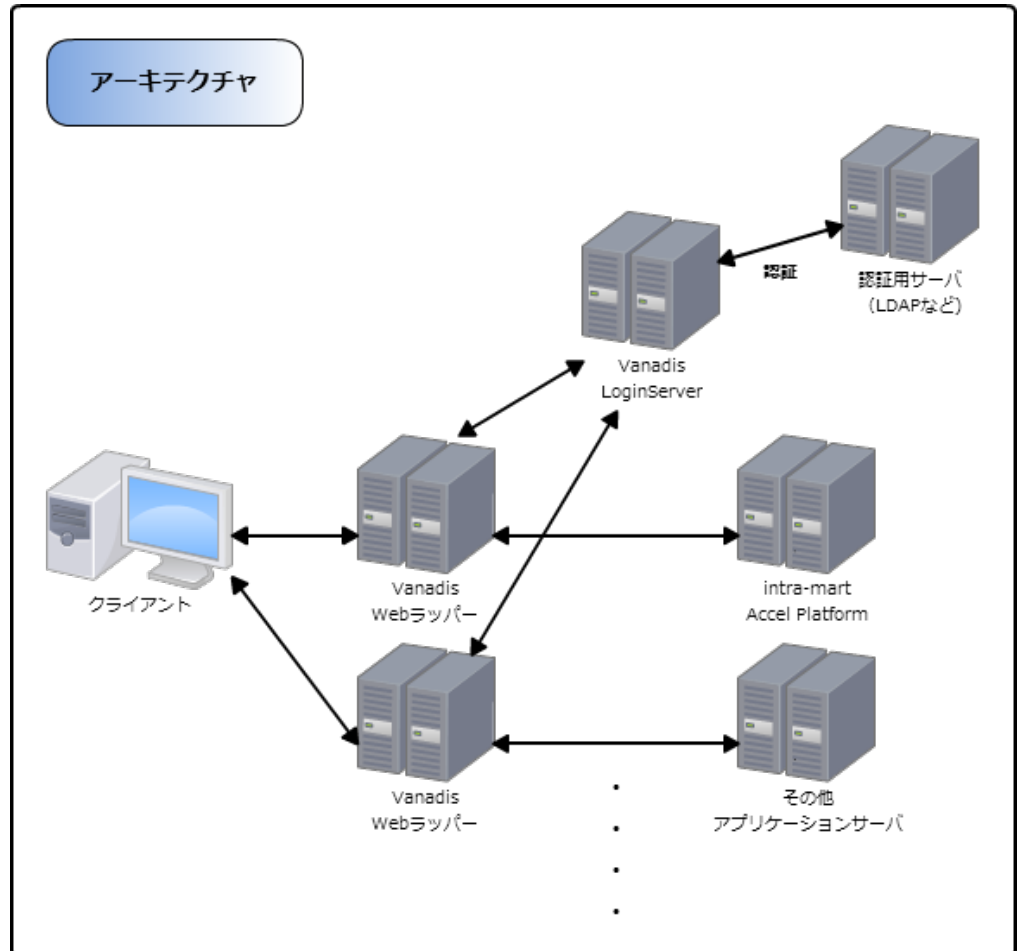 アーキテクチャ
認証
認証用サーバ
(LDAPなど)
Vanadis
LoginServer
クライアント
Vanadis
Webラッパー
intra-mart
Accel Platform
Vanadis
Webラッパー
その他
アプリケーションサーバ